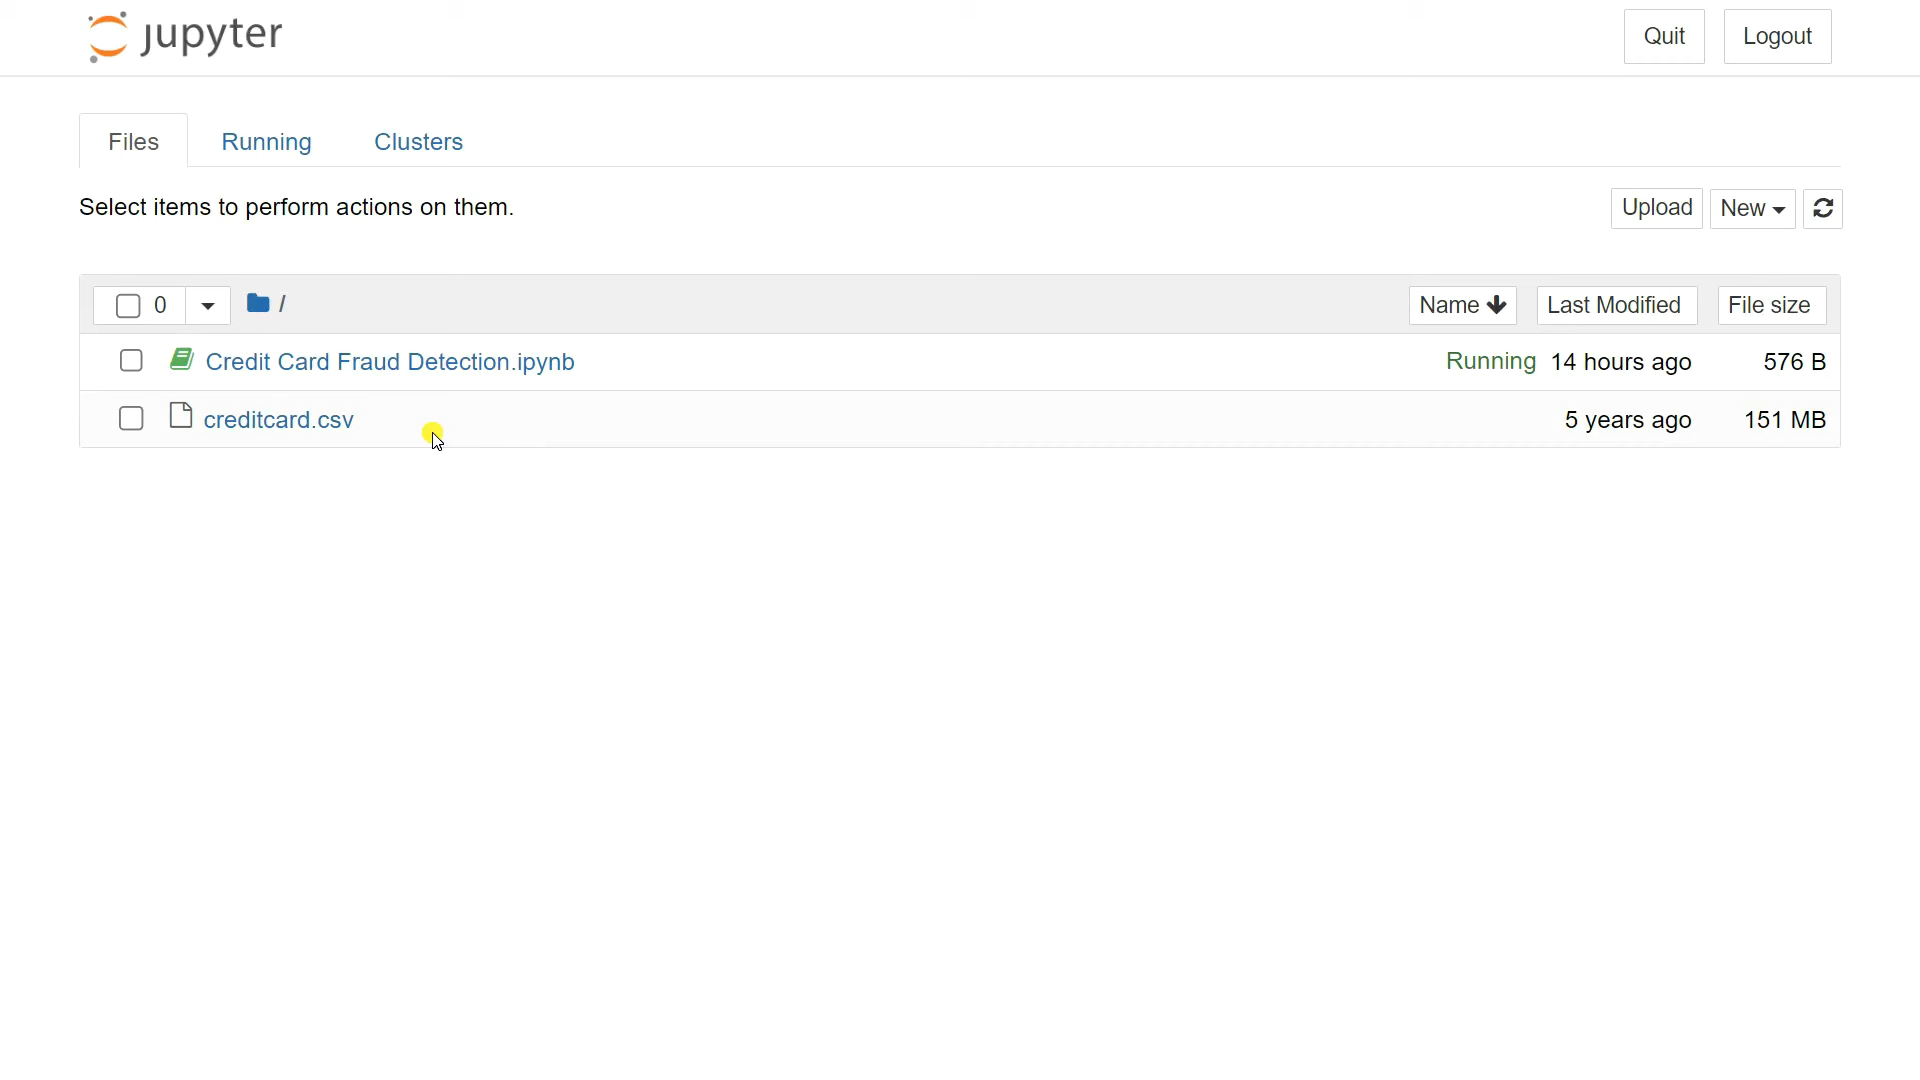 jupyter
Quit
Logout
Files
Running
Clusters
Select items to perform actions on them.
Upload
New
0
/
Name
Last Modified
File size
Credit Card Fraud Detection.ipynb
Running
14 hours ago
576 B
creditcard.csv
5 years ago
151 MB